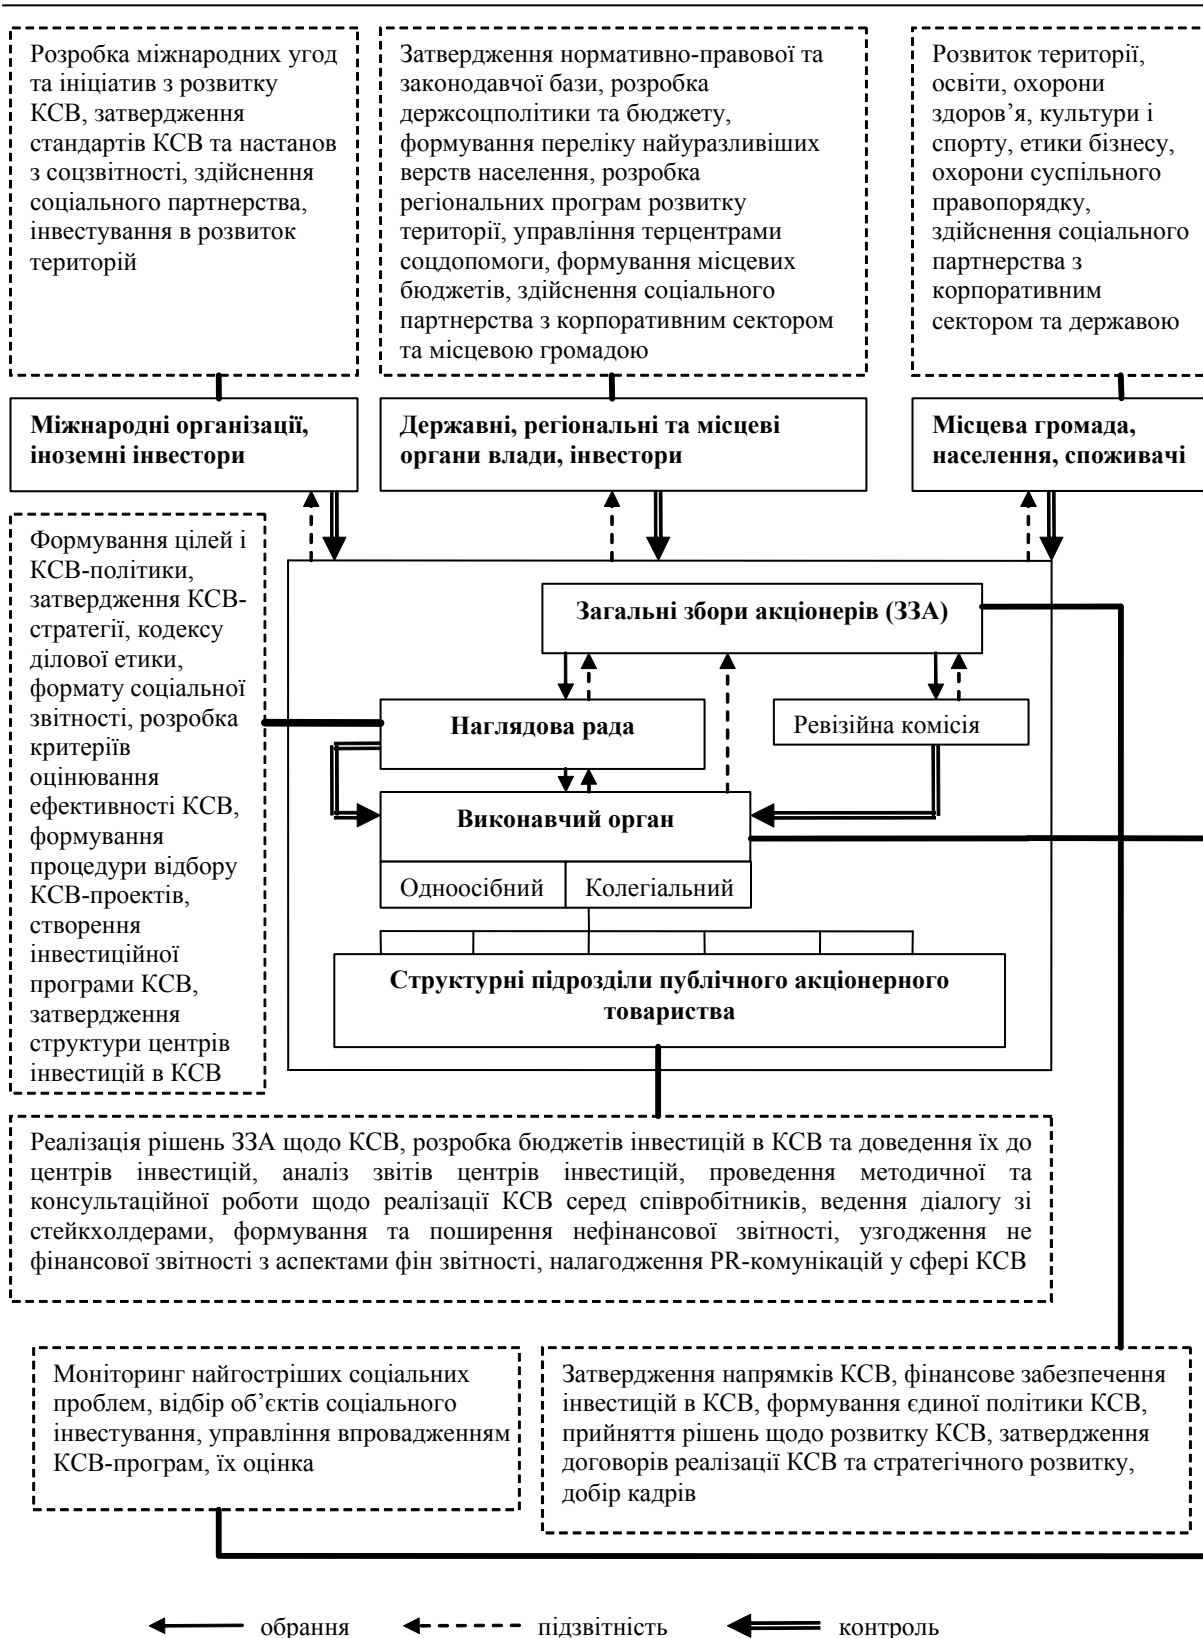 Розробка міжнародних угод
та ініціатив з розвитку
КСВ, затвердження
стандартів КСВ та настанов
з соцзвітності, здійснення
соціального партнерства,
інвестування в розвиток
територій
Затвердження нормативно-правової та
законодавчої бази, розробка
держсоцполітики та бюджету,
формування переліку найуразливіших
верств населення, розробка
регіональних програм розвитку
території, управління терцентрами
соцдопомоги, формування місцевих
бюджетів, здійснення соціального
партнерства з корпоративним сектором
та місцевою громадою
Розвиток території,
освіти, охорони
здоров’я, культури і
спорту, етики бізнесу,
охорони суспільного
правопорядку,
здійснення соціального
партнерства з
корпоративним
сектором та державою
Міжнародні організації,
іноземні інвестори
Державні, регіональні та місцеві
органи влади, інвестори
Місцева громада,
населення, споживачі
Формування цілей і
КСВ-політики,
затвердження КСВ-
стратегії, кодексу
ділової етики,
формату соціальної
звітності, розробка
критеріїв
оцінювання
ефективності КСВ,
формування
процедури відбору
КСВ-проектів,
створення
інвестиційної
програми КСВ,
затвердження
структури центрів
інвестицій в КСВ
Загальні збори акціонерів (ЗЗА)
Наглядова рада
Ревізійна комісія
Виконавчий орган
Одноосібний
Колегіальний
Структурні підрозділи публічного акціонерного
товариства
Реалізація рішень ЗЗА щодо КСВ, розробка бюджетів інвестицій в КСВ та доведення їх до
центрів інвестицій, аналіз звітів центрів інвестицій, проведення методичної та
консультаційної роботи щодо реалізації КСВ серед співробітників, ведення діалогу зі
стейкхолдерами, формування та поширення нефінансової звітності, узгодження не
фінансової звітності з аспектами фін звітності, налагодження PR-комунікацій у сфері КСВ
Моніторинг найгостріших соціальних
проблем, відбір об’єктів соціального
інвестування, управління впровадженням
КСВ-програм, їх оцінка
Затвердження напрямків КСВ, фінансове забезпечення
інвестицій в КСВ, формування єдиної політики КСВ,
прийняття рішень щодо розвитку КСВ, затвердження
договорів реалізації КСВ та стратегічного розвитку,
добір кадрів
обрання
підзвітність
контроль